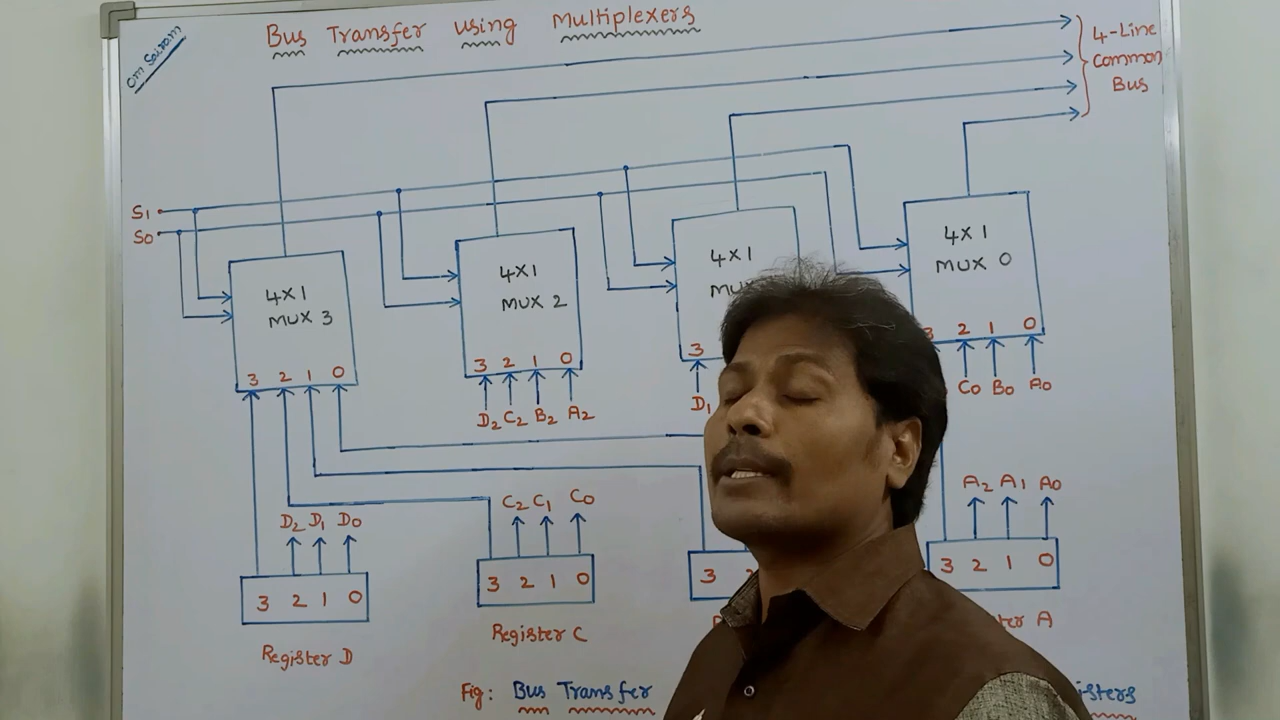 Om Sairam
Bus Transfer using Multiplexers
4-Line
Common
Bus
S1
S0
4X1
MUX 3
3 2 1 0
4X1
MUX 2
3 2 1 0
D2 C2 B2 A2
4X1
3
D1
4X1
MUX 0
3 2 1 0
C0 B0 A0
D2 D1 D0
3 2 1 0
Register D
C2 C1 C0
3 2 1 0
Register C
3
A2 A1 A0
3 2 1 0
A
Fig: Bus Transfer